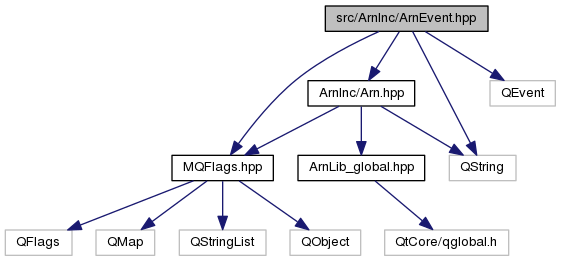 src/ArnInc/ArnEvent.hpp
ArnInc/Arn.hpp
QEvent
MQFlags.hpp
ArnLib_global.hpp
QString
QFlags
QMap
QStringList
QObject
QtCore/qglobal.h